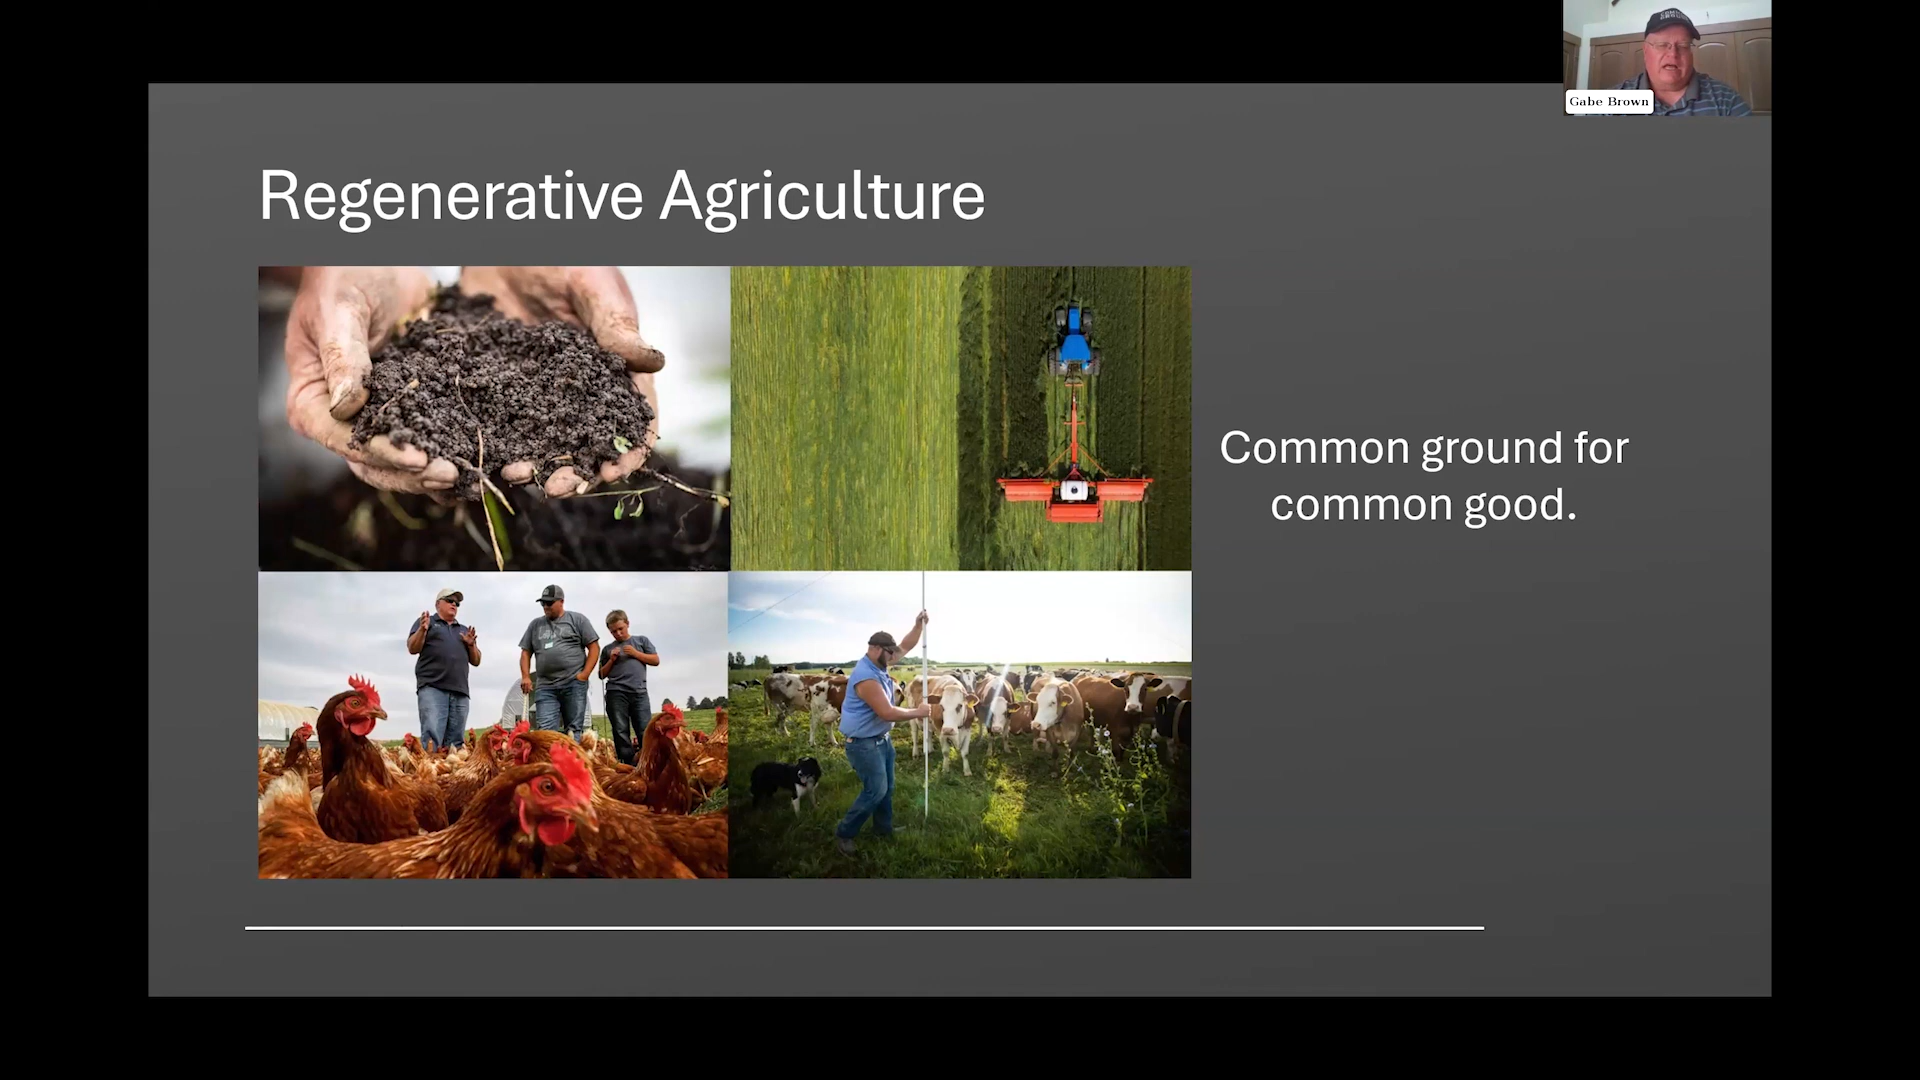 Gabe Brown
Regenerative Agriculture
Common ground for
common good.